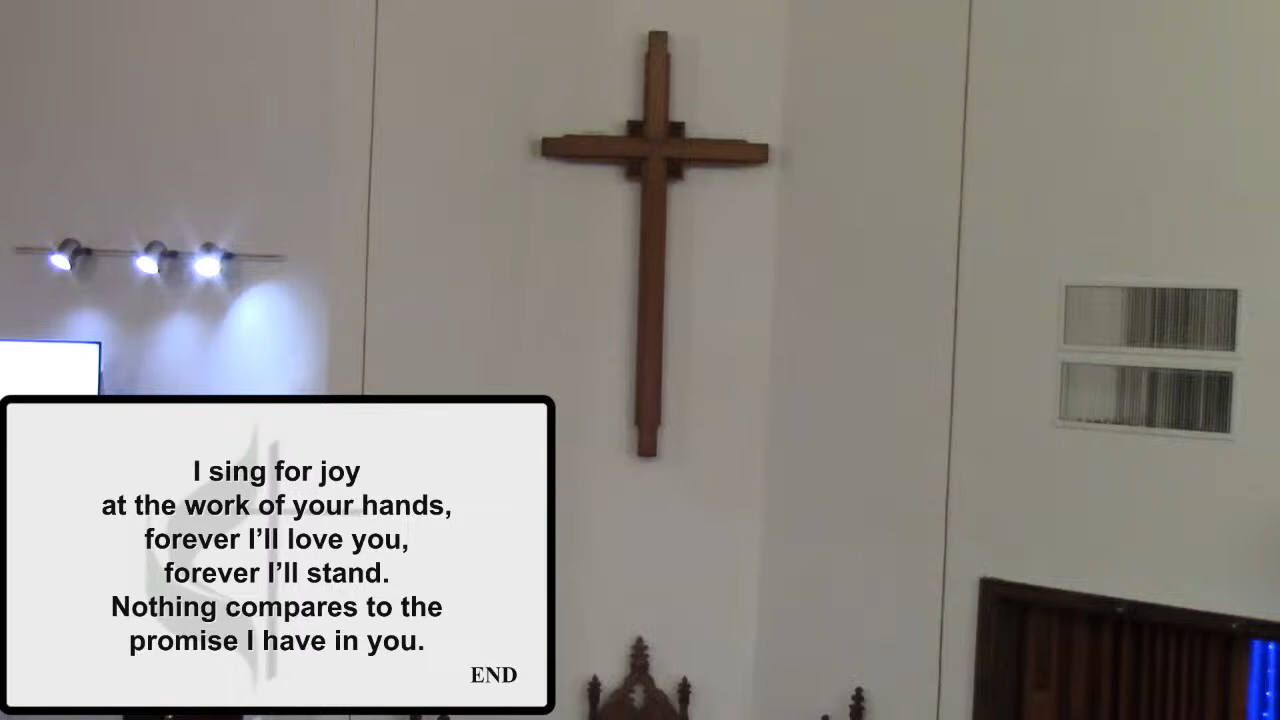 I sing for joy
at the work of your hands,
forever I’ll love you,
forever I’ll stand.
Nothing compares to the
promise I have in you.
END